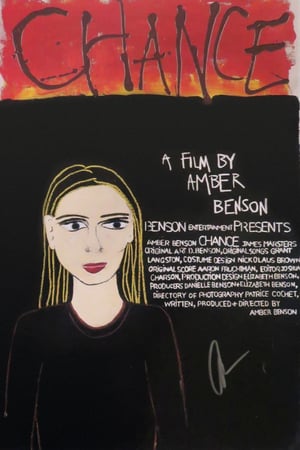 CHANCE
A FILM BY
AMBER
BENSON
BENSON ENTERTAINMENT PRESENTS
AMBER BENSON CHANCE JAMES MARSTERS
ORIGINAL ART D. BENSON, ORIGINAL SONGS GRANT
LANGSTON, COSTUME DESIGN NICKOLAUS BROWN
ORIGINAL SCORE AARON FRUCHMAN, EDITOR JOSHUA
CHARSON, PRODUCTION DESIGN ELIZABETH BENSON,
PRODUCERS DANIELLE BENSON + ELIZABETH BENSON,
DIRECTORY OF PHOTOGRAPHY PATRICE COCHET,
WRITTEN, PRODUCED + DIRECTED BY
AMBER BENSON